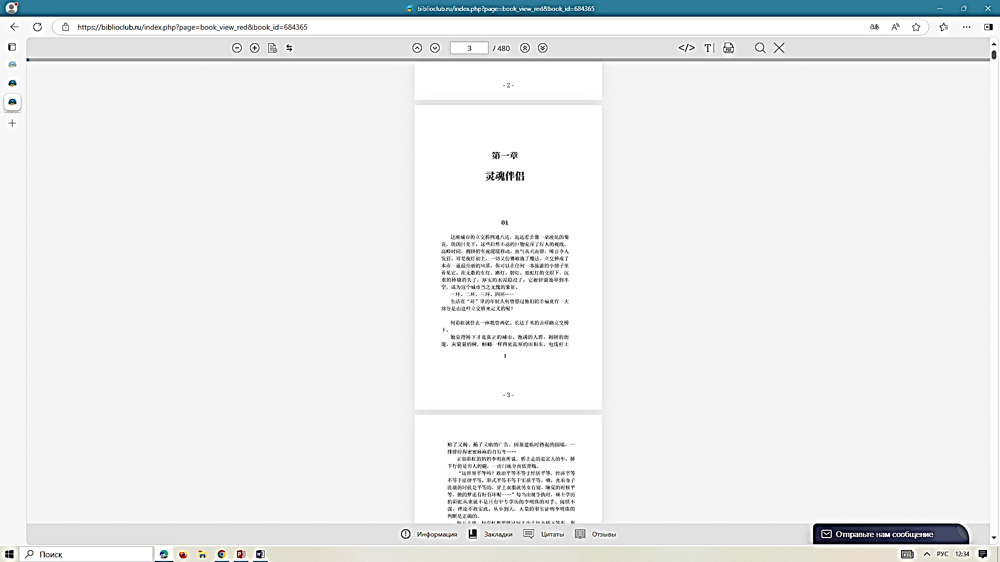 biblioclub.ru/index.php?page=book_view_red&book_id=684365
https://biblioclub.ru/index.php?page=book_view_red&book_id=684365
3 / 480
- 2 -
第一章
灵魂伴侣
01
这座城市的立交桥四通八达，远远看去像一朵凌乱的菊
花。朗朗日光下，这些岿然不动的巨物充斥了行人的视线，
高峰时间，拥挤的车流缓缓移动，废气从天而降，噪音令人
发狂，可是夜灯初上，一切又仿佛被施了魔法，立交桥成了
本市一道最亮丽的风景，你可以在任何一本旅游的小册子里
看见它。在无数的车灯、路灯、射灯、霓虹灯的交织下，沉
重的桥墩消失了，厚实的水泥隐没了，它被轻盈地举到半
空，成为这个城市当之无愧的象征。
一环、二环、三环、四环……
生活在“环”里的年轻人何曾想过他们的幸福竟有一大
部分是由这些立交桥来定义的呢？
何彩虹就住在一座耗资两亿，长达千米的吉祥路立交桥
下。
她觉得桥下才是真正的城市。饱满的人群，拥挤的街
道，灰蒙蒙的树，蟑螂一样四处乱窜的出租车，电线杆上
3
- 3 -
贴了又揭、揭了又贴的广告，因基建临时搭起的围墙，一
排排停得密密麻麻的自行车……
正如彩虹的妈妈李明珠所说，桥上走的是富人的车，桥
下行的是穷人的腿，一出门就分高低贵贱。
“这世界平等吗？政治平等不等于经济平等，经济平等
不等于法律平等，形式平等不等于实质平等。哦，光着身子
洗澡的时候是平等的，穿上衣服就男女有别。睡觉的时候平
等，做的梦还有好有坏呢……”每当出现争执时，硕士学历
的彩虹从来就不是只有中专学历的李明珠的对手。阅世不
深，理论不敌实践。从小到大，大量的事实证明李明珠的
判断是正确的。
Информация Закладки Цитаты Отзывы
Отправьте нам сообщение
Поиск
РУС 12:34